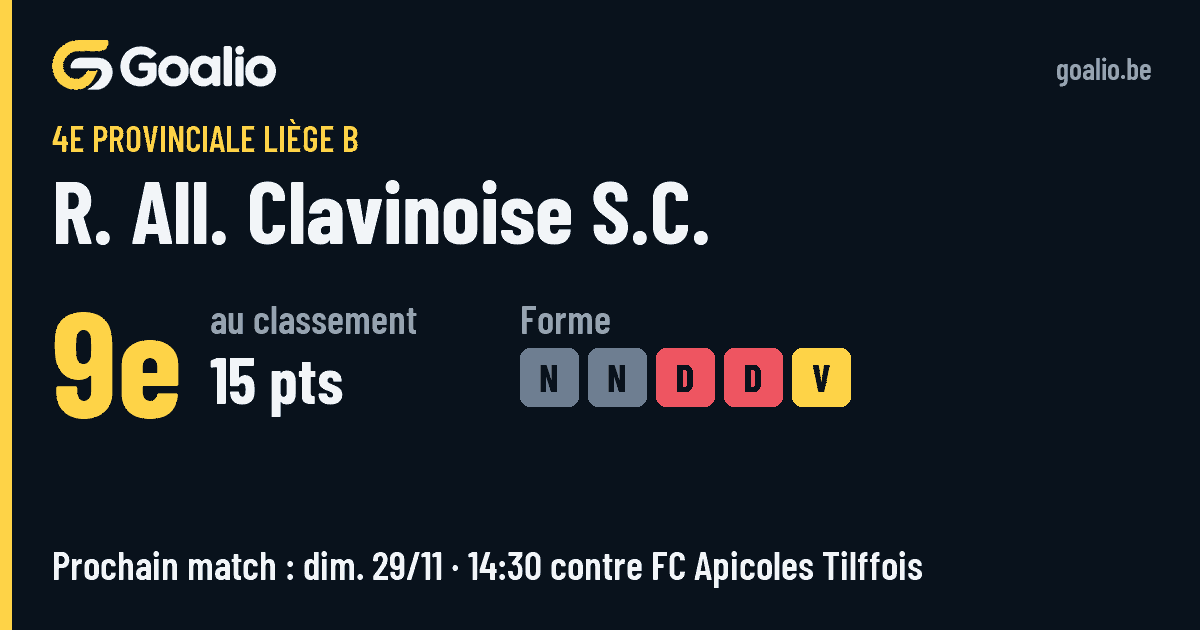 Goalio
goalio.be
4E PROVINCIALE LIÈGE B
R. All. Clavinoise S.C.
9e
au classement
15 pts
Forme
N N D D V
Prochain match : dim. 29/11 · 14:30 contre FC Apicoles Tilffois